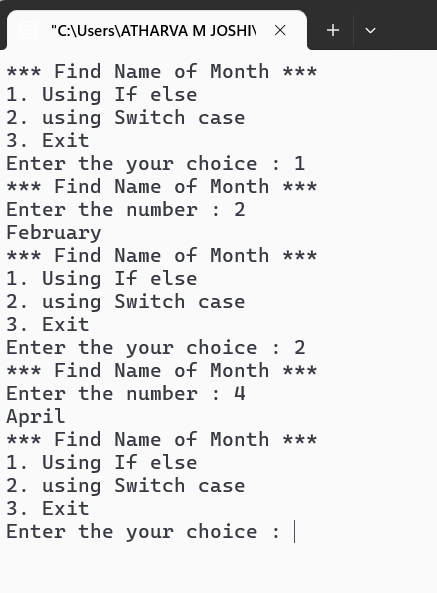 "C:\Users\ATHARVA M JOSHI\
*** Find Name of Month ***
1. Using If else
2. using Switch case
3. Exit
Enter the your choice : 1
*** Find Name of Month ***
Enter the number : 2
February
*** Find Name of Month ***
1. Using If else
2. using Switch case
3. Exit
Enter the your choice : 2
*** Find Name of Month ***
Enter the number : 4
April
*** Find Name of Month ***
1. Using If else
2. using Switch case
3. Exit
Enter the your choice :